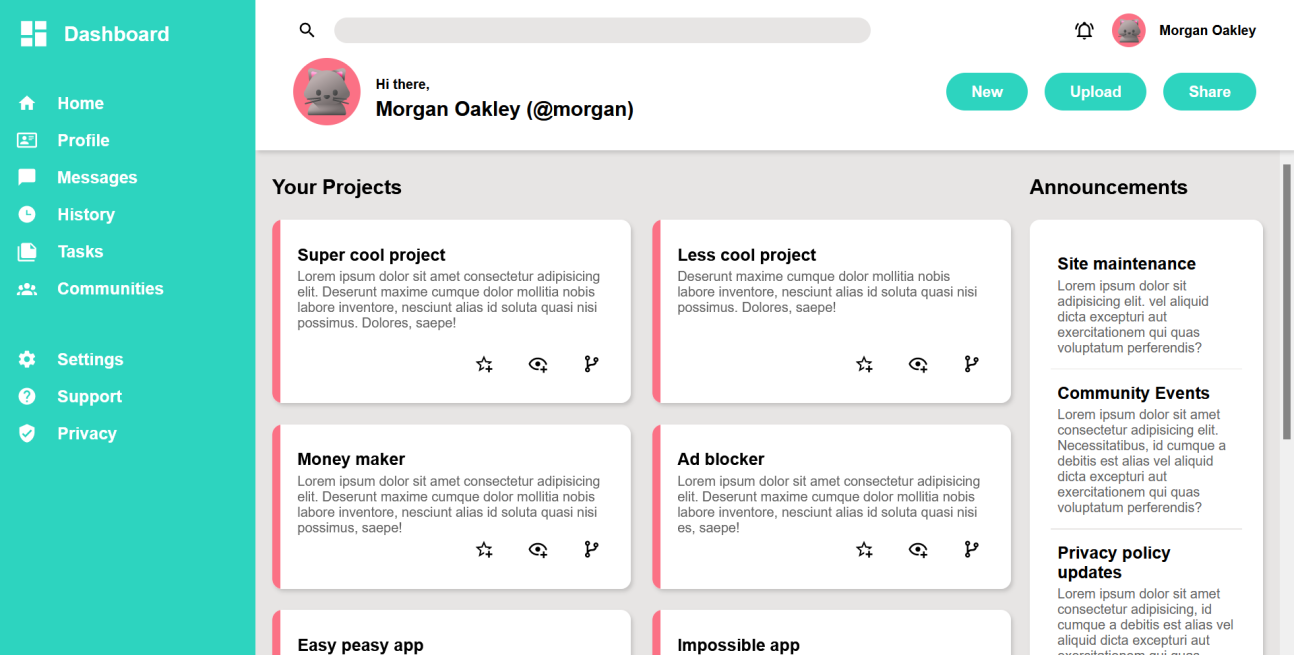 Dashboard
Home
Profile
Messages
History
Tasks
Communities
Settings
Support
Privacy
Morgan Oakley
Hi there,
Morgan Oakley (@morgan)
New
Upload
Share
Your Projects
Super cool project
Lorem ipsum dolor sit amet consectetur adipisicing
elit. Deserunt maxime cumque dolor mollitia nobis
labore inventore, nesciunt alias id soluta quasi nisi
possimus. Dolores, saepe!
Less cool project
Deserunt maxime cumque dolor mollitia nobis
labore inventore, nesciunt alias id soluta quasi nisi
possimus. Dolores, saepe!
Money maker
Lorem ipsum dolor sit amet consectetur adipisicing
elit. Deserunt maxime cumque dolor mollitia nobis
labore inventore, nesciunt alias id soluta quasi nisi
possimus, saepe!
Ad blocker
Lorem ipsum dolor sit amet consectetur adipisicing
elit. Deserunt maxime cumque dolor mollitia nobis
labore inventore, nesciunt alias id soluta quasi nisi
es, saepe!
Easy peasy app
Impossible app
Announcements
Site maintenance
Lorem ipsum dolor sit
adipisicing elit. vel aliquid
dicta excepturi aut
exercitationem qui quas
voluptatum perferendis?
Community Events
Lorem ipsum dolor sit amet
consectetur adipisicing elit.
Necessitatibus, id cumque a
debitis est alias vel aliquid
dicta excepturi aut
exercitationem qui quas
voluptatum perferendis?
Privacy policy
updates
Lorem ipsum dolor sit amet
consectetur adipisicing, id
cumque a debitis est alias vel
aliquid dicta excepturi aut